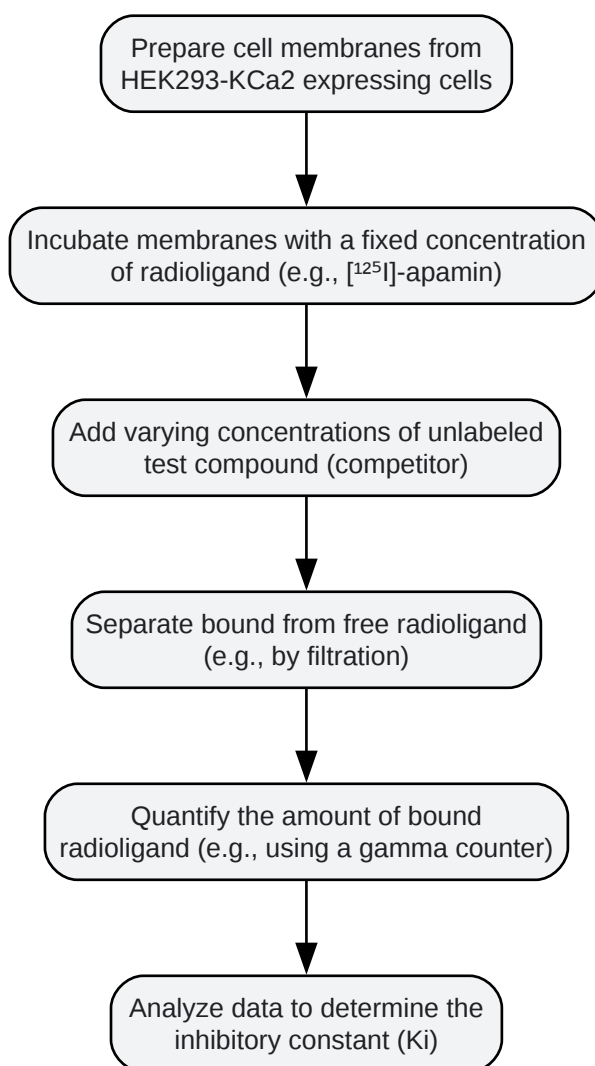 Prepare cell membranes from
HEK293-KCa2 expressing cells
Incubate membranes with a fixed concentration
of radioligand (e.g., [¹²⁵I]-apamin)
Add varying concentrations of unlabeled
test compound (competitor)
Separate bound from free radioligand
(e.g., by filtration)
Quantify the amount of bound
radioligand (e.g., using a gamma counter)
Analyze data to determine the
inhibitory constant (Ki)